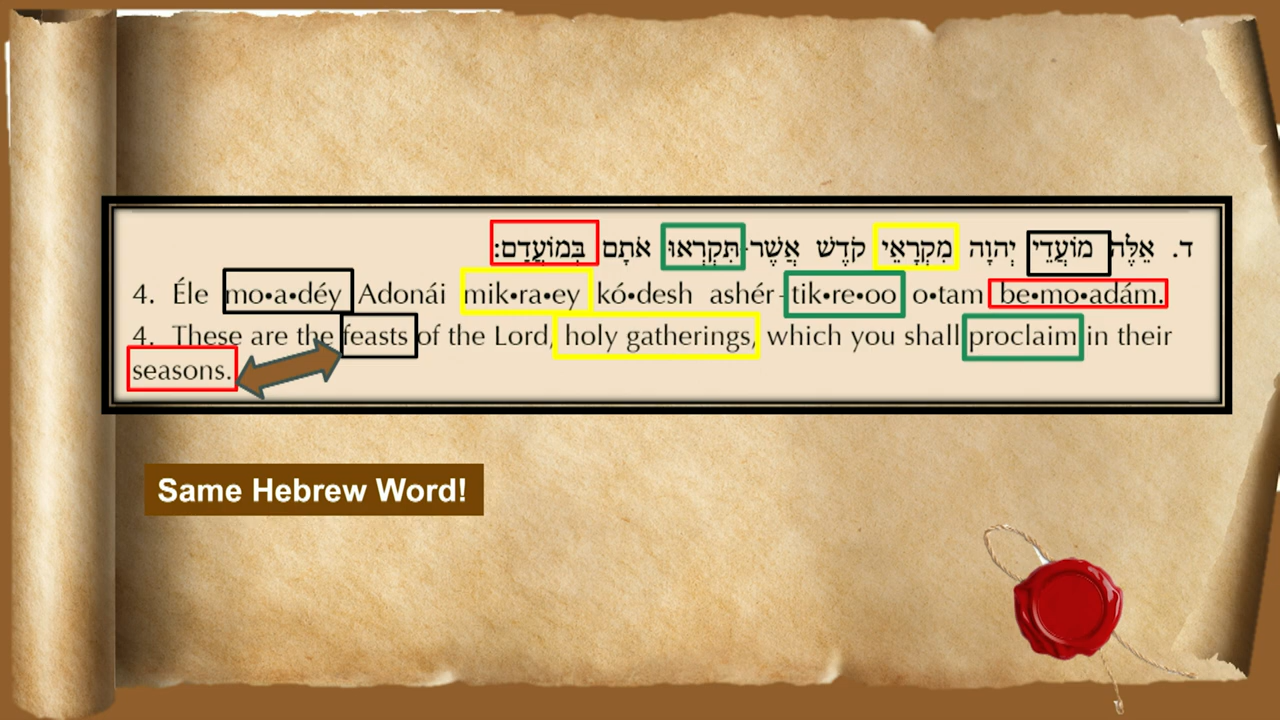 ד. אֵלֶּה מוֹעֲדֵי יְהוָה מִקְרָאֵי קֹדֶשׁ אֲשֶׁר-תִּקְרְאוּ אֹתָם בְּמוֹעֲדָם:
4. Éle mo•a•déy Adonái mik•ra•ey kó•desh ashér-tik•re•oo o•tam be•mo•adám.
4. These are the feasts of the Lord, holy gatherings, which you shall proclaim in their
seasons.
Same Hebrew Word!